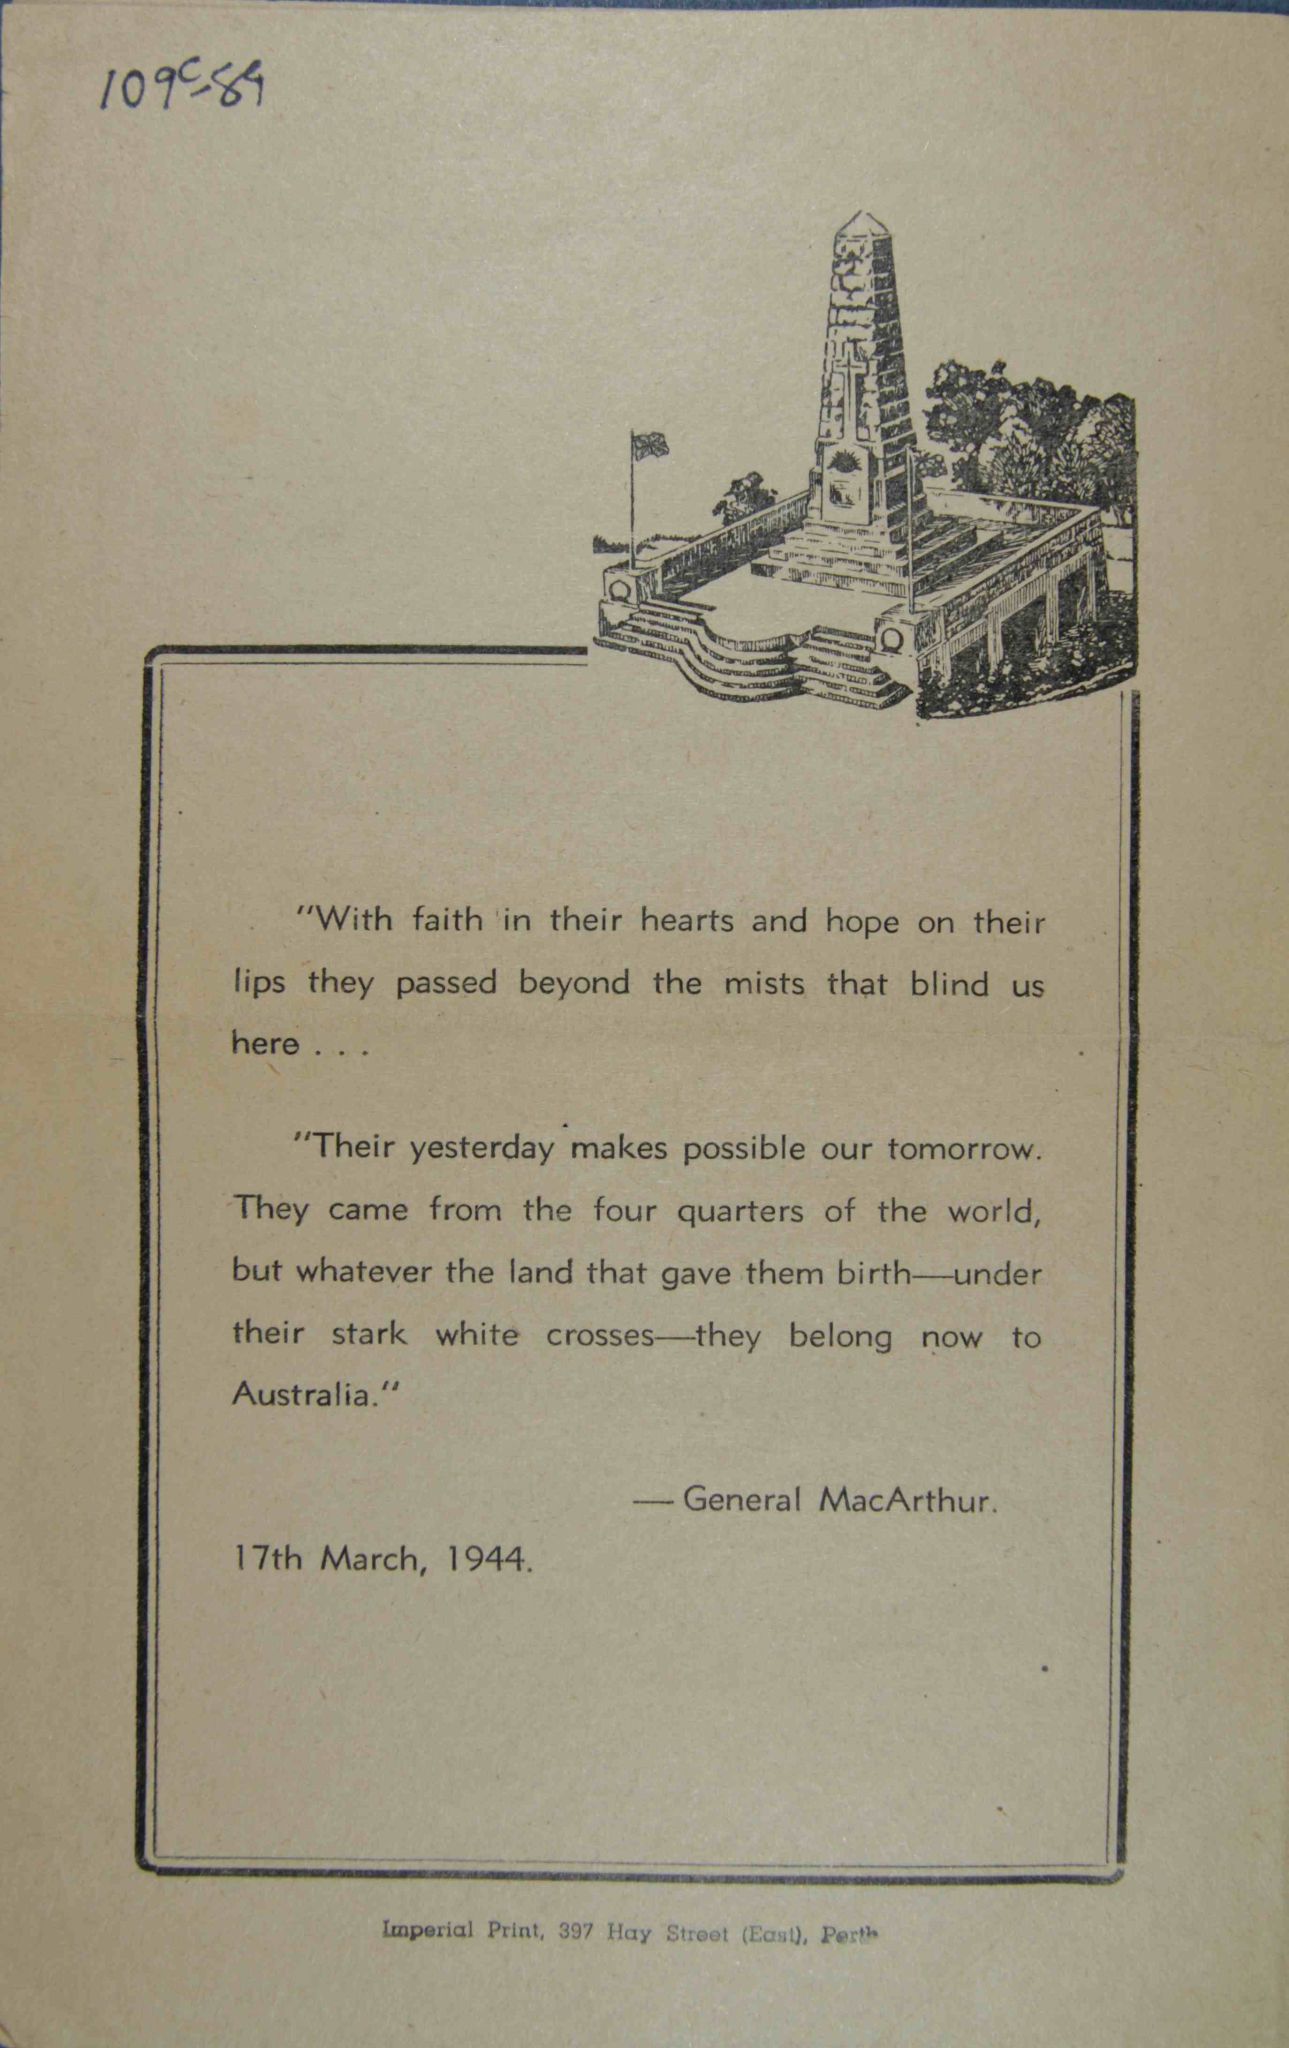 109c-89
"With faith in their hearts and hope on their
lips they passed beyond the mists that blind us
here . . .
"Their yesterday makes possible our tomorrow.
They came from the four quarters of the world,
but whatever the land that gave them birth—under
their stark white crosses—they belong now to
Australia."
— General MacArthur.
17th March, 1944.
Imperial Print, 397 Hay Street (East), Perth